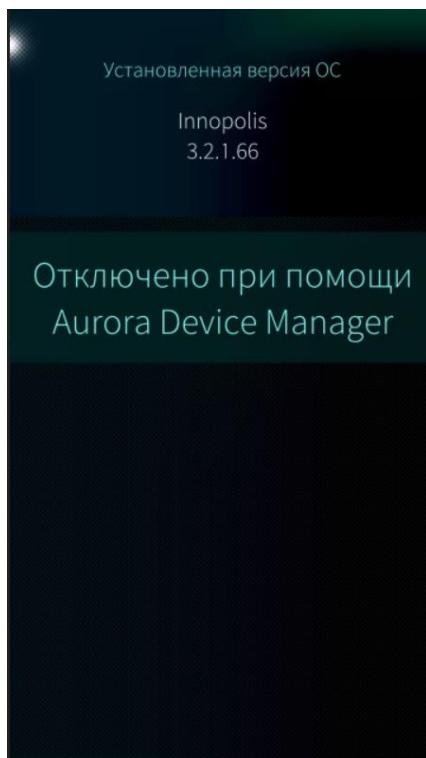 Установленная версия ОС
Innopolis
3.2.1.66
Отключено при помощи
Aurora Device Manager